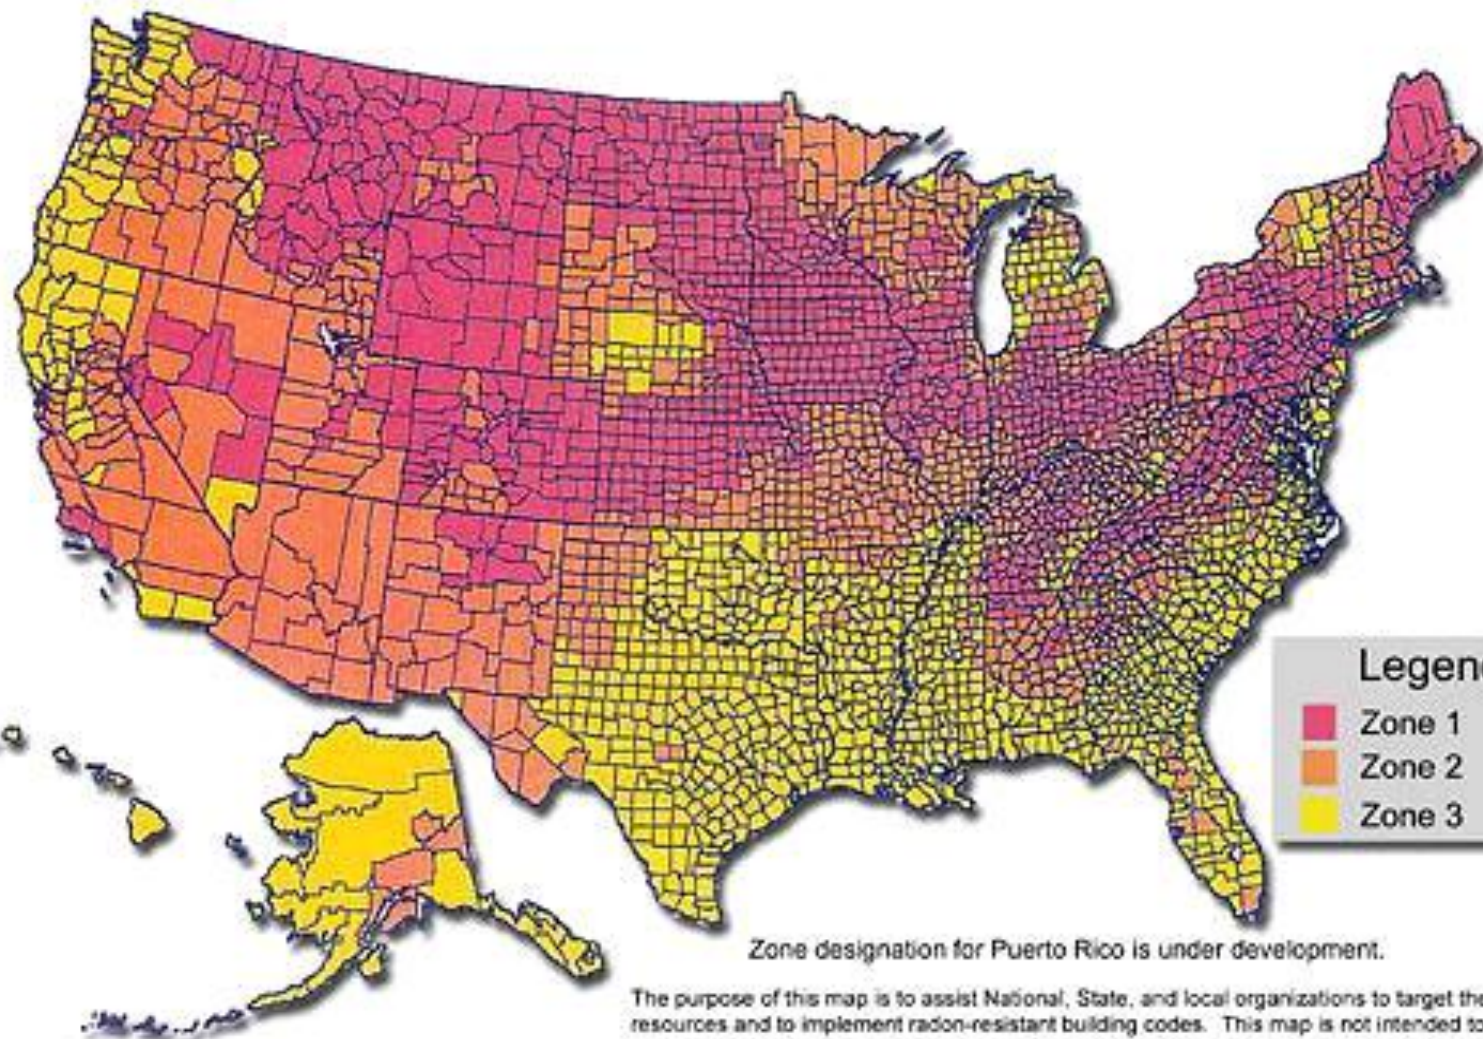 Legen
Zone 1
Zone 2
Zone 3
Zone designation for Puerto Rico is under development.
The purpose of this map is to assist National, State, and local organizations to target the
resources and to implement radon-resistant building codes. This map is not intended to